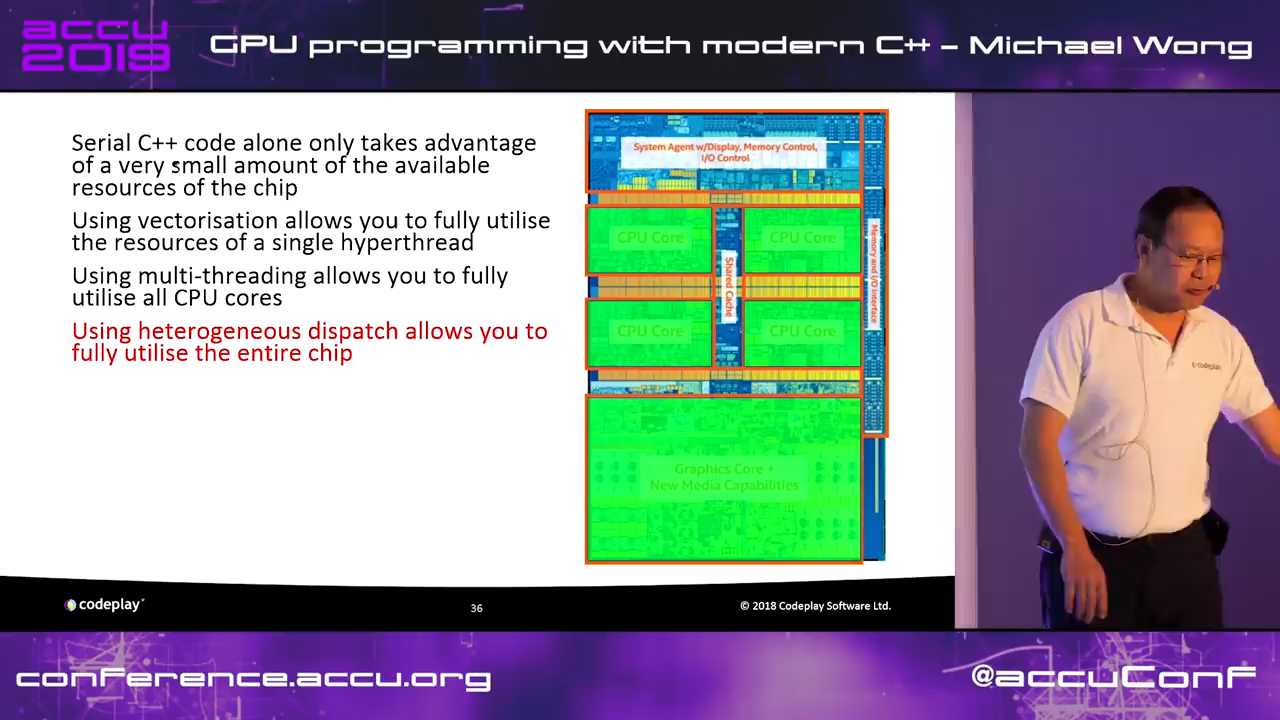 accu
2019
GPU programming with modern C++ – Michael Wong
Serial C++ code alone only takes advantage
of a very small amount of the available
resources of the chip
Using vectorisation allows you to fully utilise
the resources of a single hyperthread
Using multi-threading allows you to fully
utilise all CPU cores
Using heterogeneous dispatch allows you to
fully utilise the entire chip
System Agent w/Display, Memory Control,
I/O Control
CPU Core
CPU Core
Shared Cache
Memory and I/O Interface
CPU Core
CPU Core
Graphics Core +
New Media Capabilities
codeplay
36
© 2018 Codeplay Software Ltd.
codeplay
conference.accu.org
@accuConf